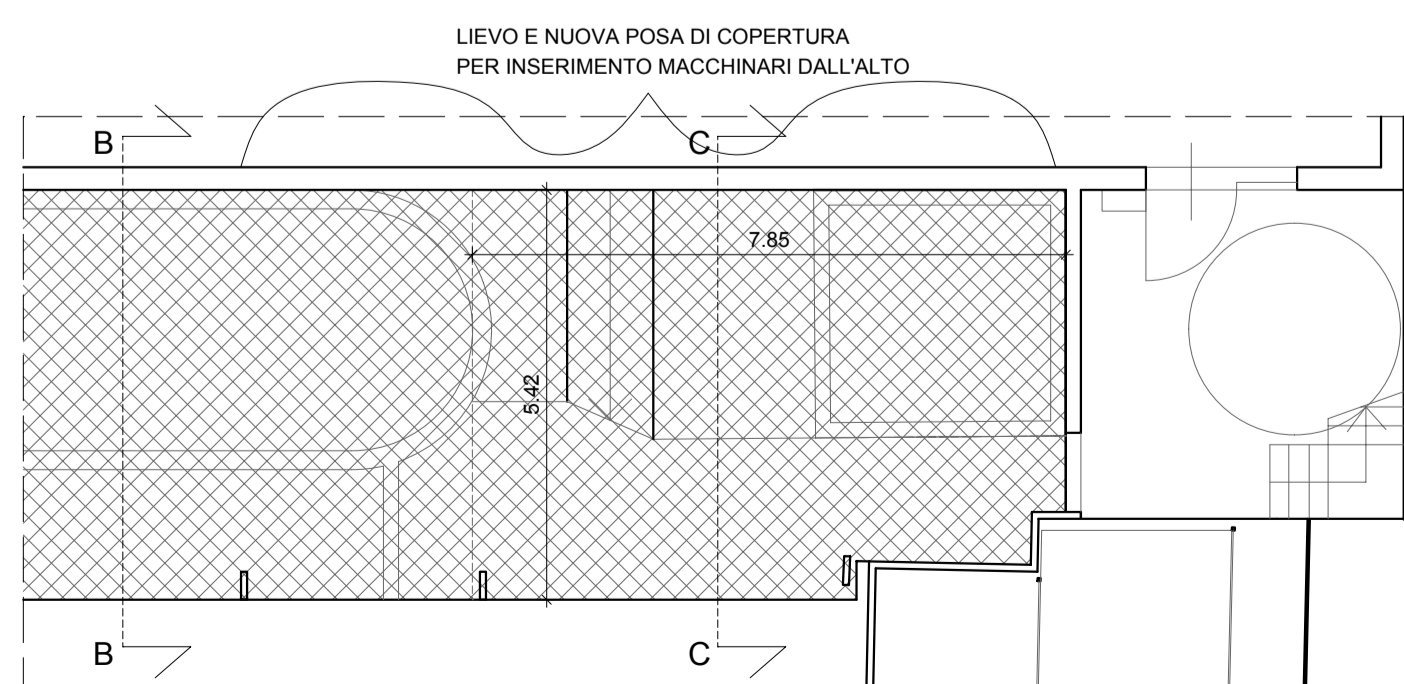 LIEVO E NUOVA POSA DI COPERTURA
PER INSERIMENTO MACCHINARI DALL'ALTO
B
C
7.85
5.42
B
C